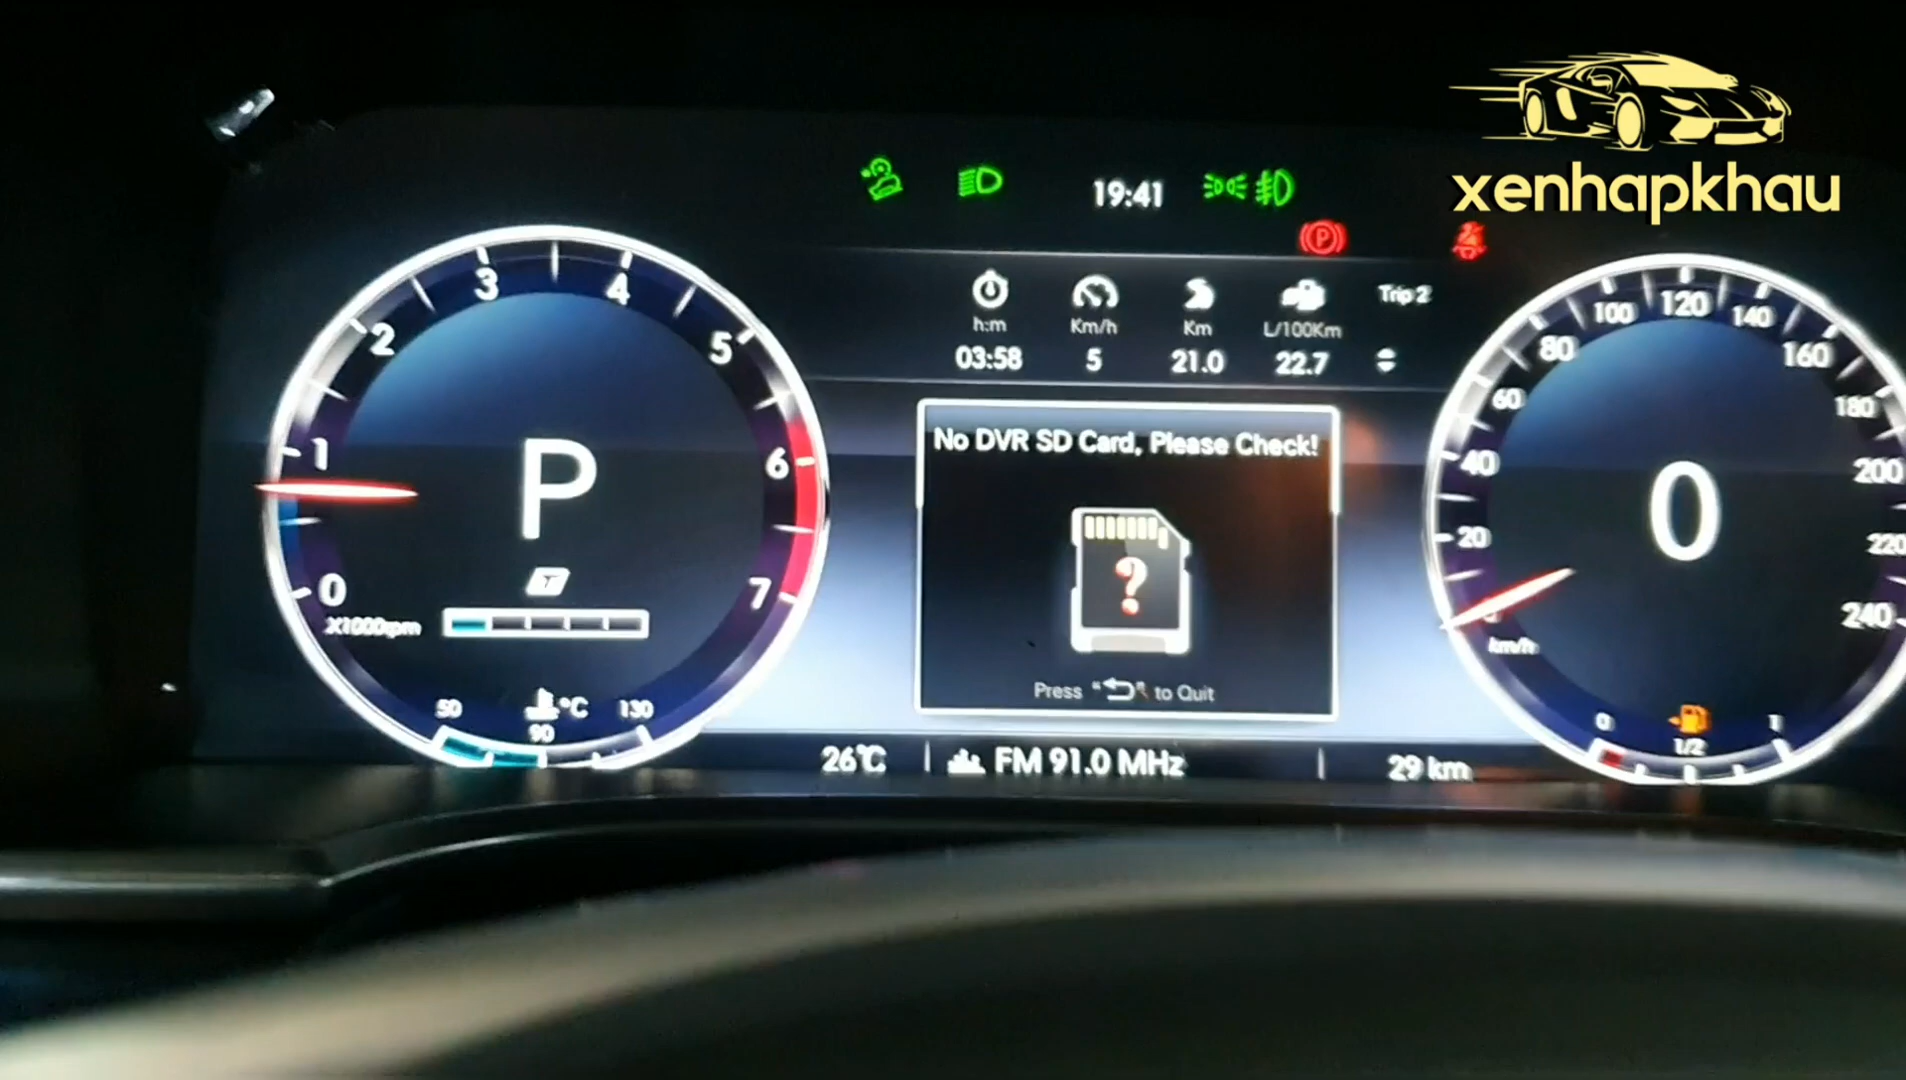 xenhapkhau
19:41
h:m Km/h Km L/100Km Trip 2
03:58 5 21.0 22.7
No DVR SD Card, Please Check!
?
Press "⮌" to Quit
26℃ FM 91.0 MHz 29 km
0 1 2 3 4 5 6 7
X1000rpm
P
T
50 90 130 °C
20 40 60 80 100 120 140 160 180 200 220 240
0
km/h
0 1/2 1
P